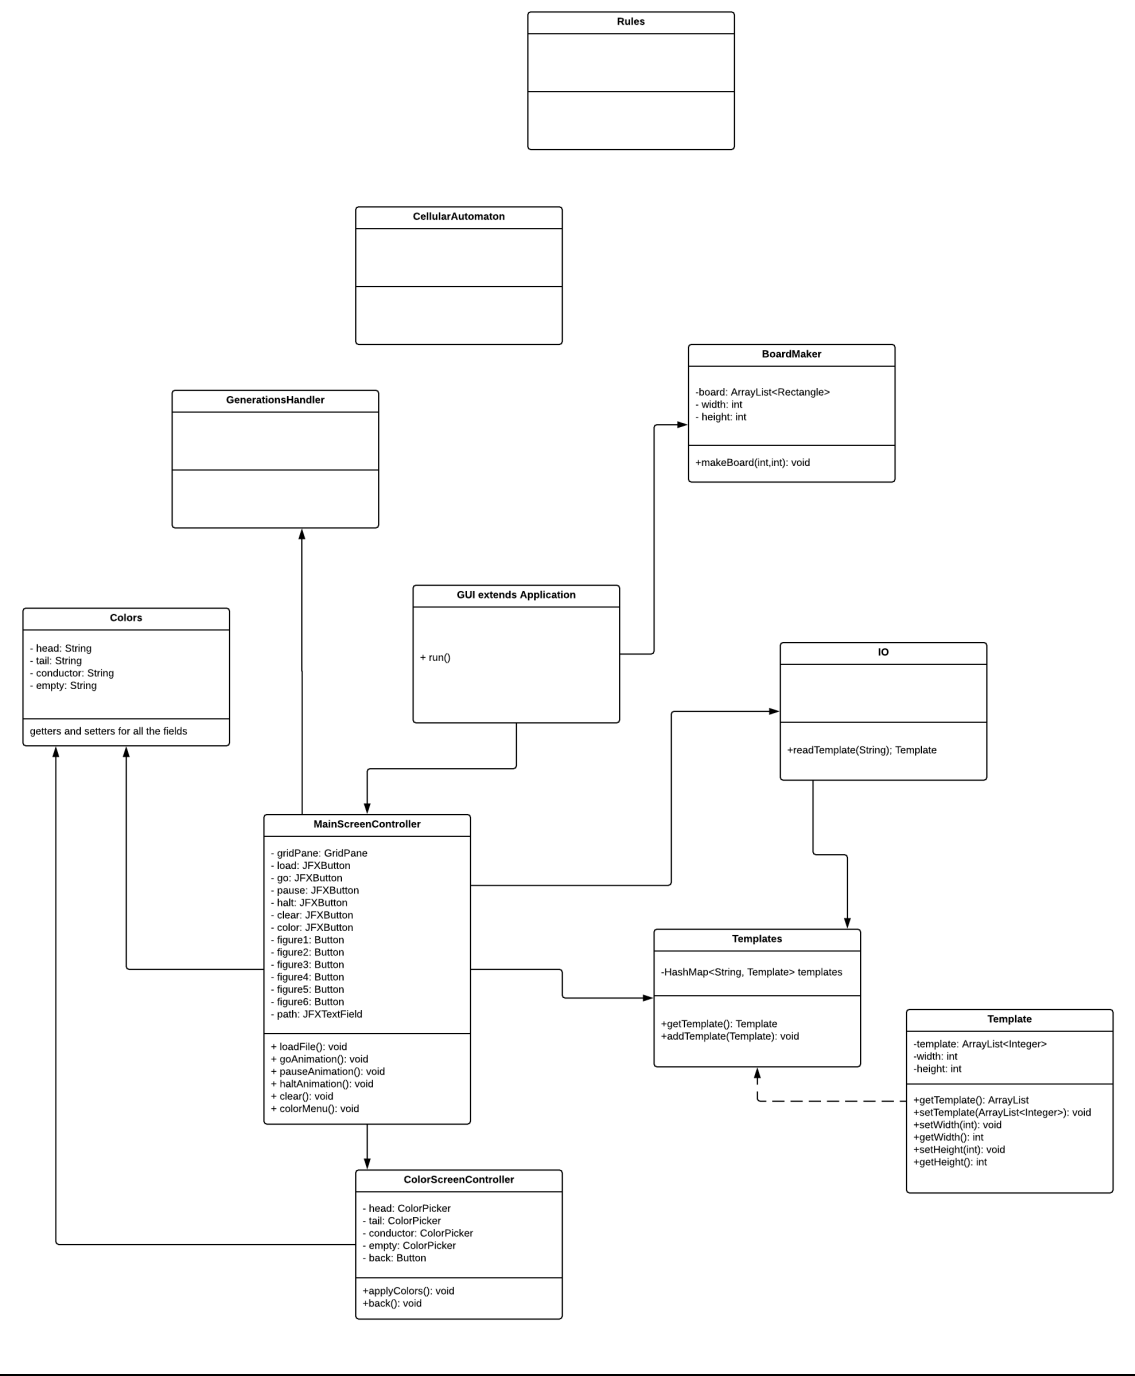 Rules
CellularAutomaton
BoardMaker
-board: ArrayList<Rectangle>
- width: int
- height: int
+makeBoard(int,int): void
GenerationsHandler
GUI extends Application
+ run()
Colors
- head: String
- tail: String
- conductor: String
- empty: String
getters and setters for all the fields
IO
+readTemplate(String); Template
MainScreenController
- gridPane: GridPane
- load: JFXButton
- go: JFXButton
- pause: JFXButton
- halt: JFXButton
- clear: JFXButton
- color: JFXButton
- figure1: Button
- figure2: Button
- figure3: Button
- figure4: Button
- figure5: Button
- figure6: Button
- path: JFXTextField
+ loadFile(): void
+ goAnimation(): void
+ pauseAnimation(): void
+ haltAnimation(): void
+ clear(): void
+ colorMenu(): void
Templates
-HashMap<String, Template> templates
+getTemplate(): Template
+addTemplate(Template): void
Template
-template: ArrayList<Integer>
-width: int
-height: int
+getTemplate(): ArrayList
+setTemplate(ArrayList<Integer>): void
+setWidth(int): void
+getWidth(): int
+setHeight(int): void
+getHeight(): int
ColorScreenController
- head: ColorPicker
- tail: ColorPicker
- conductor: ColorPicker
- empty: ColorPicker
- back: Button
+applyColors(): void
+back(): void